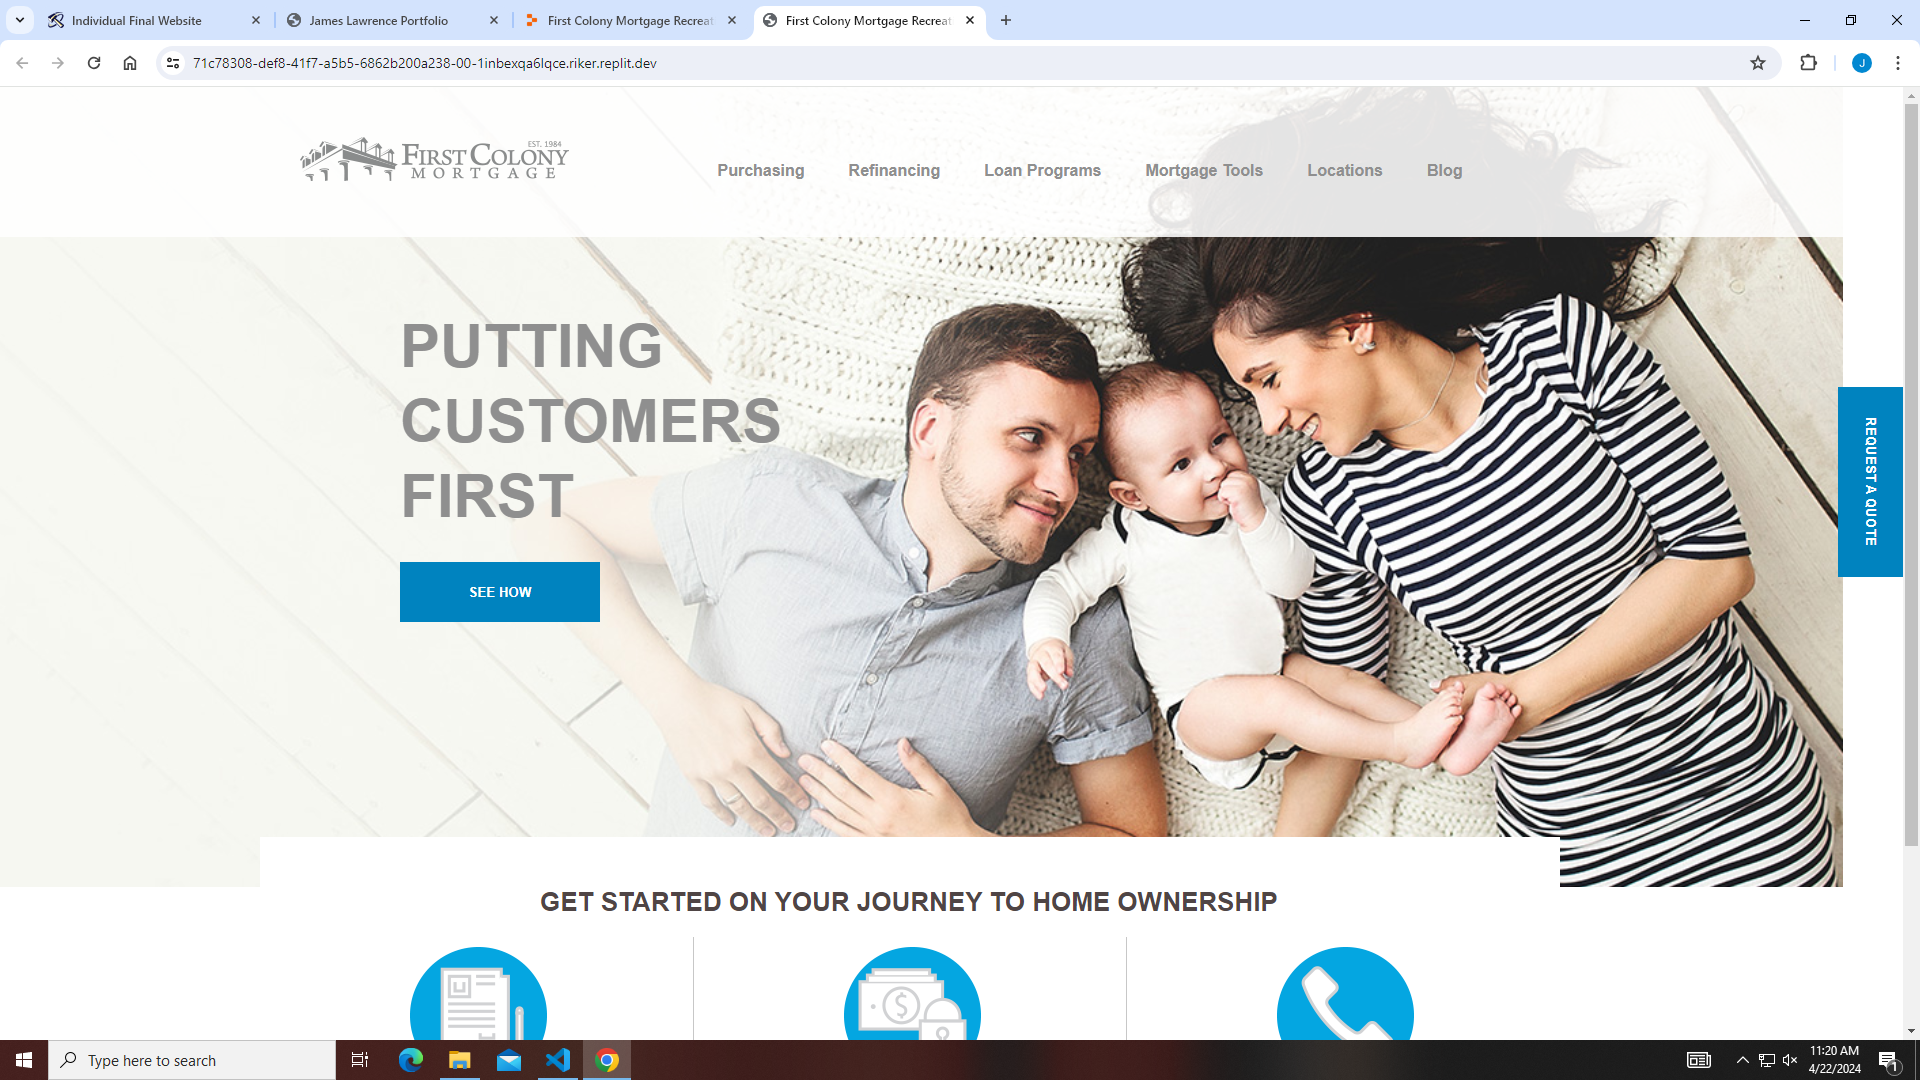 Individual Final Website
James Lawrence Portfolio
First Colony Mortgage Recreat
First Colony Mortgage Recreat
71c78308-def8-41f7-a5b5-6862b200a238-00-1inbexqa6lqce.riker.replit.dev
J
EST. 1984
FIRST COLONY
MORTGAGE
Purchasing
Refinancing
Loan Programs
Mortgage Tools
Locations
Blog
PUTTING
CUSTOMERS
FIRST
SEE HOW
REQUEST A QUOTE
GET STARTED ON YOUR JOURNEY TO HOME OWNERSHIP
$
Type here to search
11:20 AM
4/22/2024
1